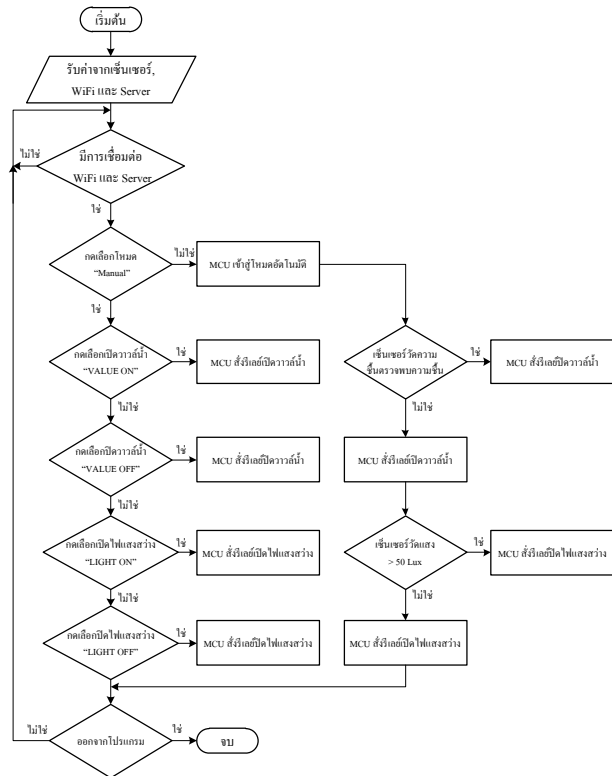 เริ่มต้น
รับค่าจากเซ็นเซอร์,
WiFi และ Server
ไม่ใช่
มีการเชื่อมต่อ
WiFi และ Server
ใช่
กดเลือกโหมด
“Manual”
ไม่ใช่
MCU เข้าสู่โหมดอัตโนมัติ
ใช่
กดเลือกเปิดวาวล์น้ำ
“VALUE ON”
ใช่
MCU สั่งรีเลย์เปิดวาวล์น้ำ
เซ็นเซอร์วัดความ
ชื้นตรวจพบความชื้น
ใช่
MCU สั่งรีเลย์ปิดวาวล์น้ำ
ไม่ใช่
ไม่ใช่
กดเลือกปิดวาวล์น้ำ
“VALUE OFF”
ใช่
MCU สั่งรีเลย์ปิดวาวล์น้ำ
MCU สั่งรีเลย์เปิดวาวล์น้ำ
ไม่ใช่
กดเลือกเปิดไฟแสงสว่าง
“LIGHT ON”
ใช่
MCU สั่งรีเลย์เปิดไฟแสงสว่าง
เซ็นเซอร์วัดแสง
> 50 Lux
ใช่
MCU สั่งรีเลย์ปิดไฟแสงสว่าง
ไม่ใช่
ไม่ใช่
กดเลือกปิดไฟแสงสว่าง
“LIGHT OFF”
ใช่
MCU สั่งรีเลย์ปิดไฟแสงสว่าง
MCU สั่งรีเลย์ปิดไฟแสงสว่าง
ไม่ใช่
ออกจากโปรแกรม
ใช่
จบ